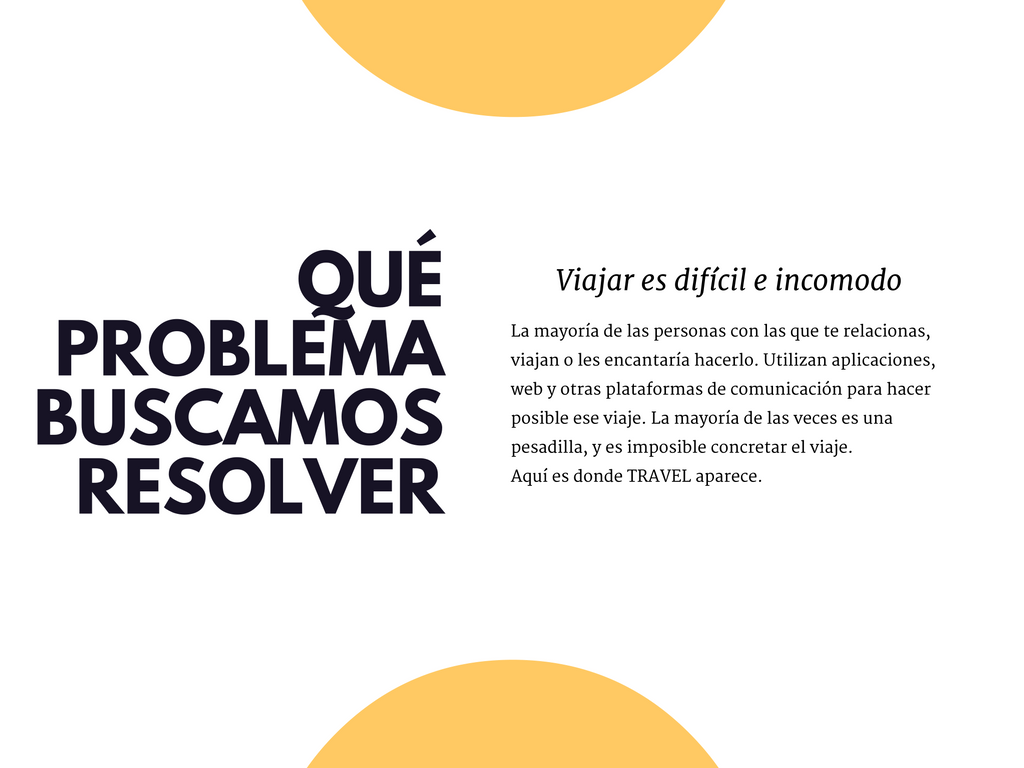 QUÉ
PROBLEMA
BUSCAMOS
RESOLVER
Viajar es difícil e incomodo
La mayoría de las personas con las que te relacionas,
viajan o les encantaría hacerlo. Utilizan aplicaciones,
web y otras plataformas de comunicación para hacer
posible ese viaje. La mayoría de las veces es una
pesadilla, y es imposible concretar el viaje.
Aquí es donde TRAVEL aparece.